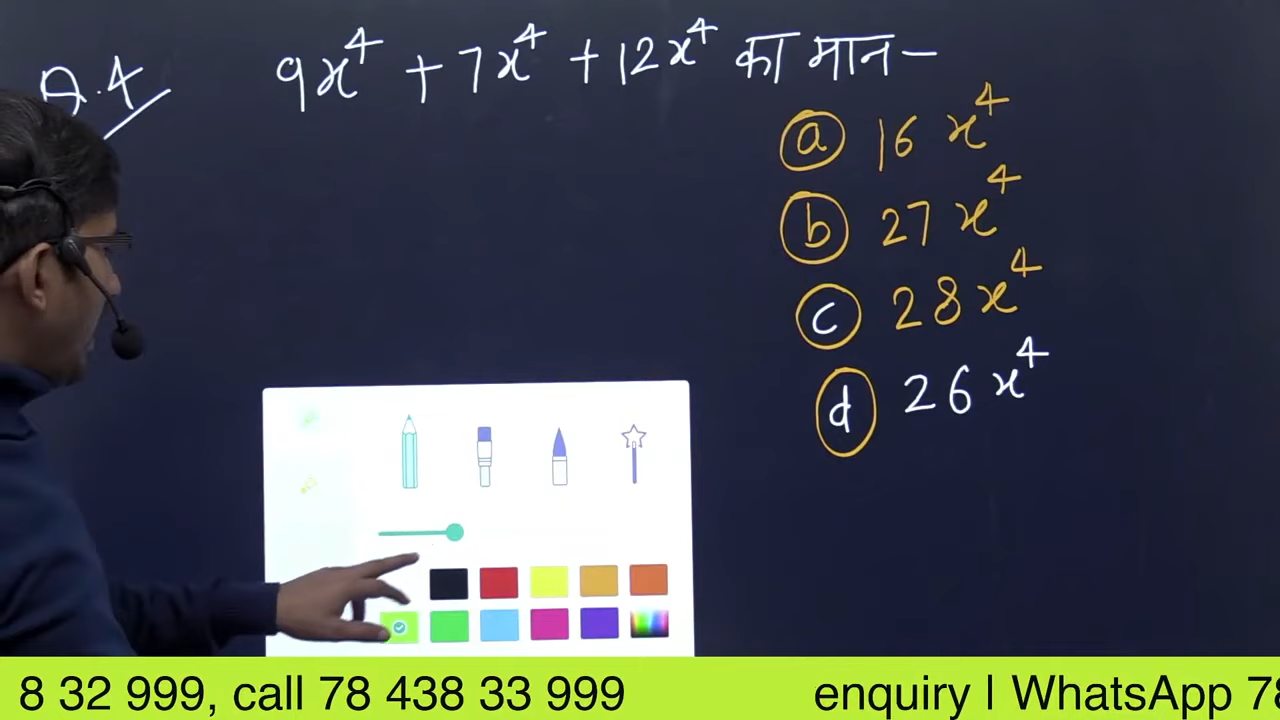 Q.4 9x⁴ + 7x⁴ + 12x⁴ का मान –
a 16x⁴
b 27x⁴
c 28x⁴
d 26x⁴
8 32 999, call 78 438 33 999 enquiry | WhatsApp 78